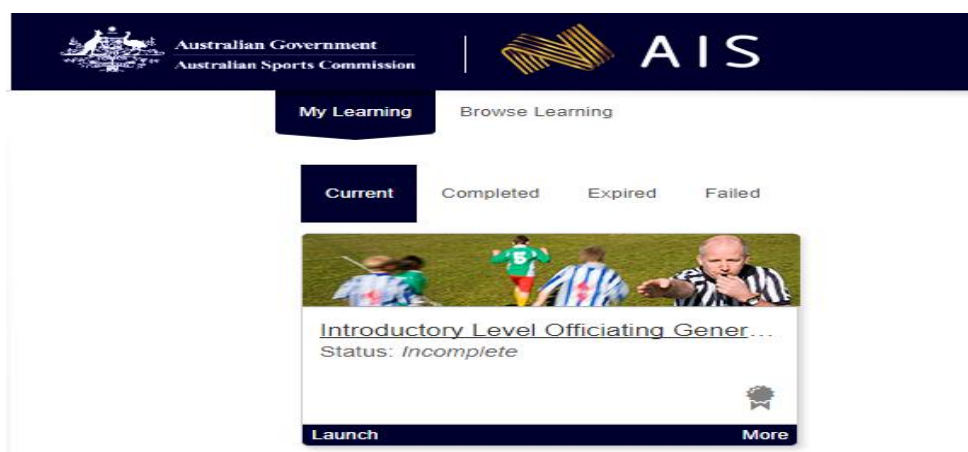 Australian Government
Australian Sports Commission
AIS
My Learning Browse Learning
Current Completed Expired Failed
5
Introductory Level Officiating Gener...
Status: Incomplete
Launch More